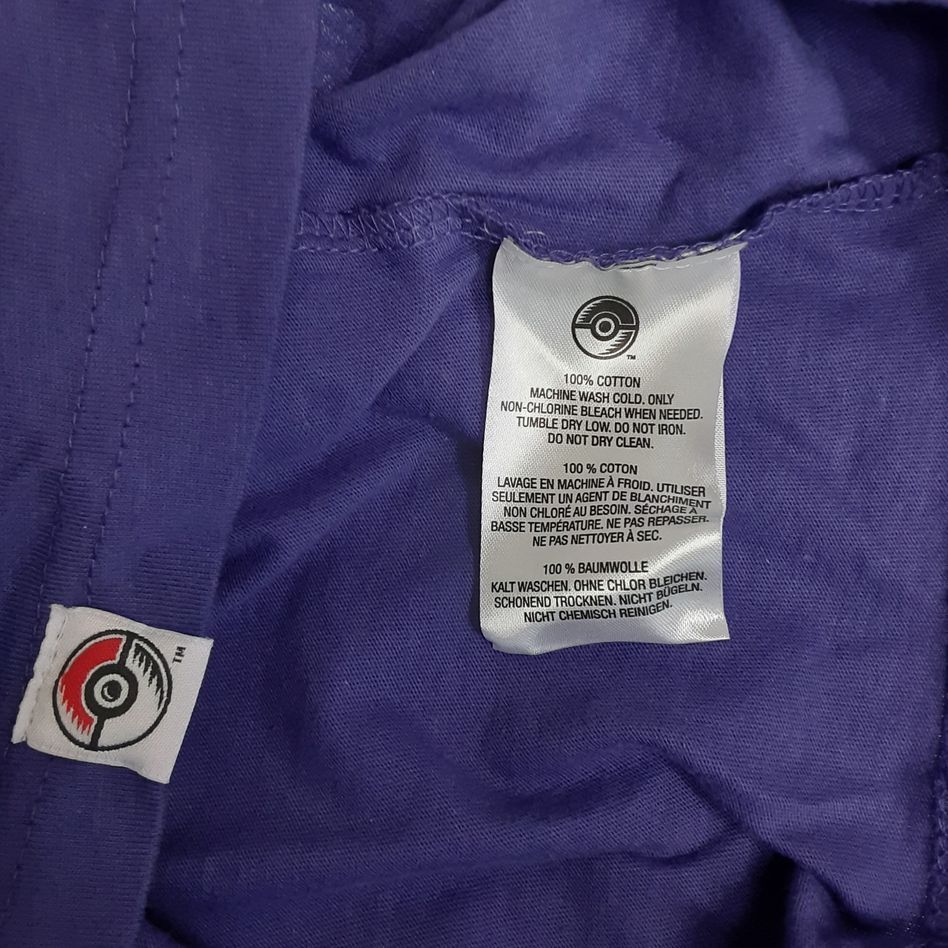 TM
100% COTTON
MACHINE WASH COLD. ONLY
NON-CHLORINE BLEACH WHEN NEEDED.
TUMBLE DRY LOW. DO NOT IRON.
DO NOT DRY CLEAN.
100 % COTON
LAVAGE EN MACHINE À FROID. UTILISER
SEULEMENT UN AGENT DE BLANCHIMENT
NON CHLORÉ AU BESOIN. SÉCHAGE À
BASSE TEMPÉRATURE. NE PAS REPASSER.
NE PAS NETTOYER À SEC.
100 % BAUMWOLLE
KALT WASCHEN. OHNE CHLOR BLEICHEN.
SCHONEND TROCKNEN. NICHT BÜGELN.
NICHT CHEMISCH REINIGEN.
TM